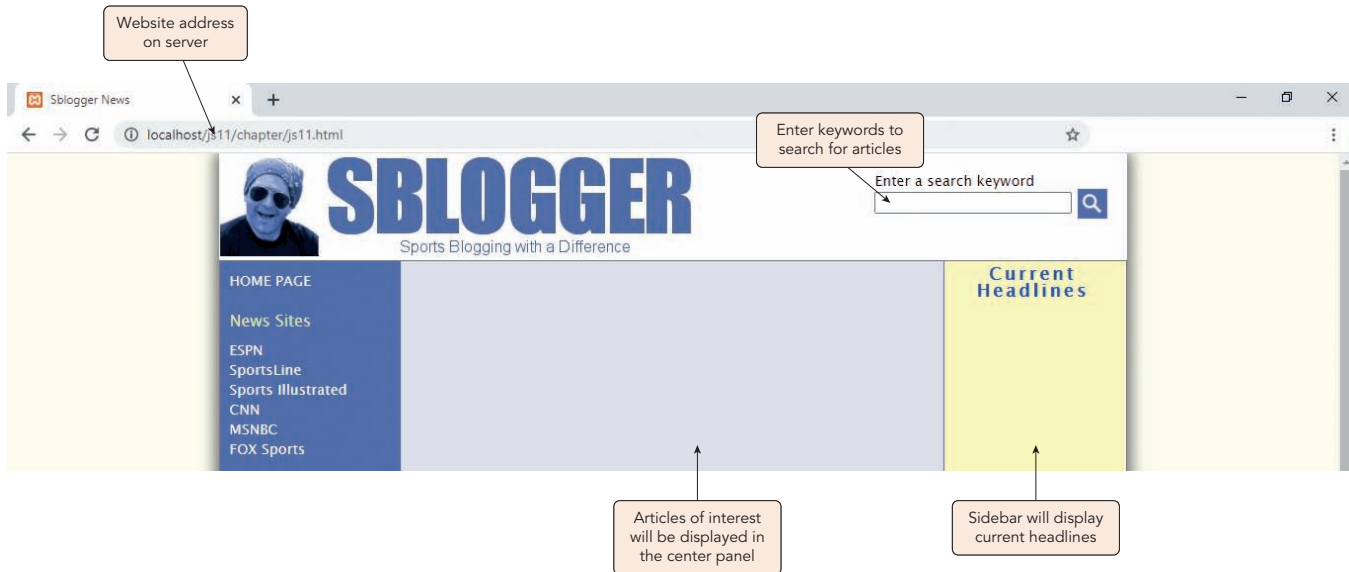 Website address
on server
Sblogger News
localhost/js11/chapter/js11.html
Enter keywords to
search for articles
SBLOGGER
Sports Blogging with a Difference
Enter a search keyword
HOME PAGE
News Sites
ESPN
SportsLine
Sports Illustrated
CNN
MSNBC
FOX Sports
Current
Headlines
Articles of interest
will be displayed in
the center panel
Sidebar will display
current headlines